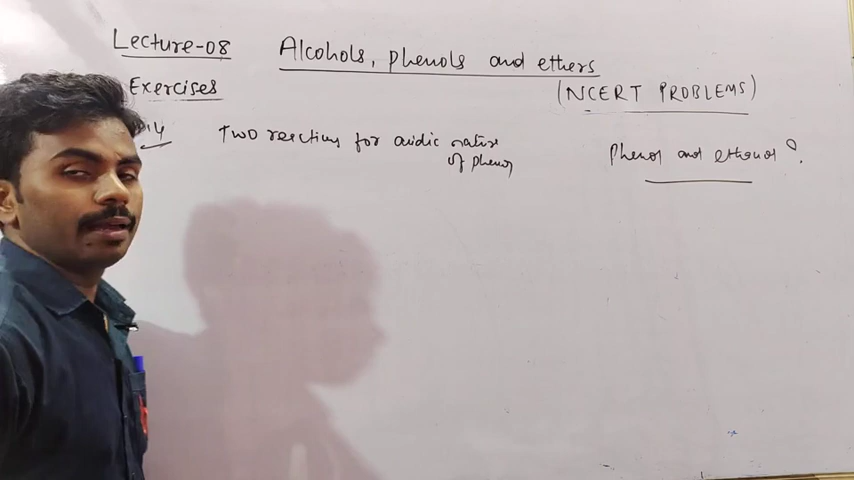 Lecture-08 Alcohols, phenols and ethers
Exercises (NCERT PROBLEMS)
Two reactions for acidic nature
of phenol
Phenol and ethanol?